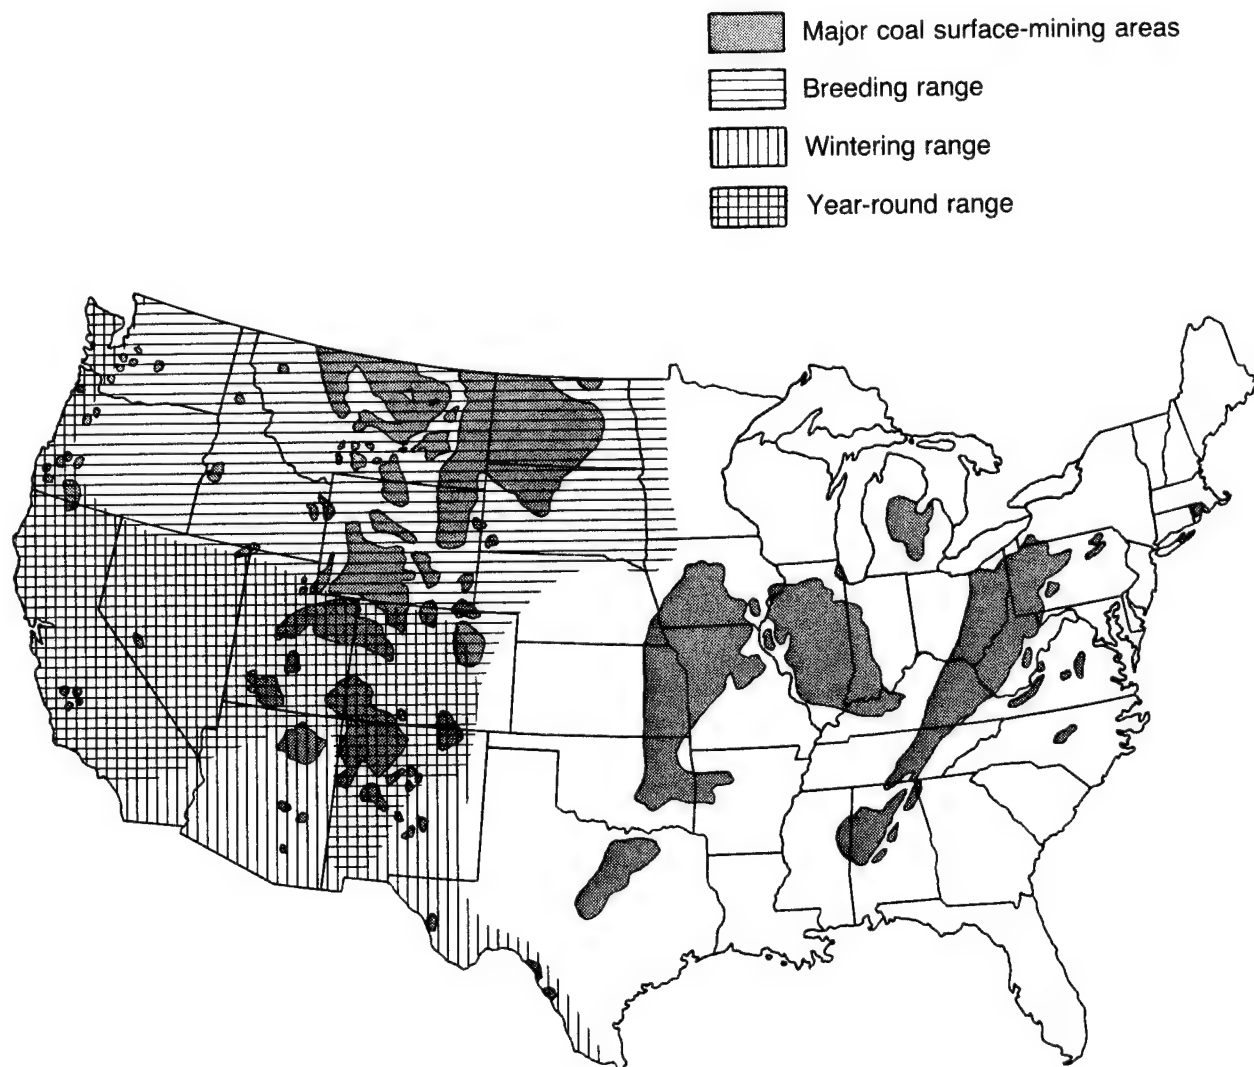 Major coal surface-mining areas
Breeding range
Wintering range
Year-round range